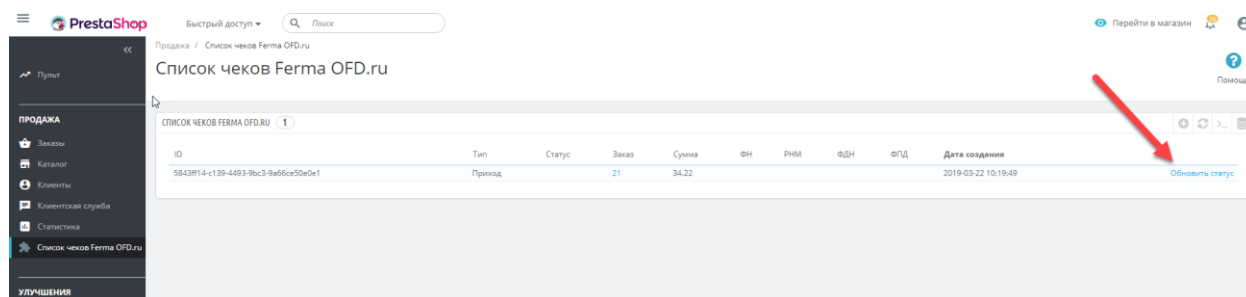 PrestaShop
Быстрый доступ
Поиск
Перейти в магазин
Продажа / Список чеков Ferma OFD.ru
Список чеков Ferma OFD.ru
Помощь
Пульт
ПРОДАЖА
Заказы
Каталог
Клиенты
Клиентская служба
Статистика
Список чеков Ferma OFD.ru
УЛУЧШЕНИЯ
СПИСОК ЧЕКОВ FERMA OFD.RU 1
ID Тип Статус Заказ Сумма ФН РНМ ФДН ФПД Дата создания
5843ff14-c139-4493-9bc3-9a66ce50e0e1 Приход 21 34.22 2019-03-22 10:19:49 Обновить статус